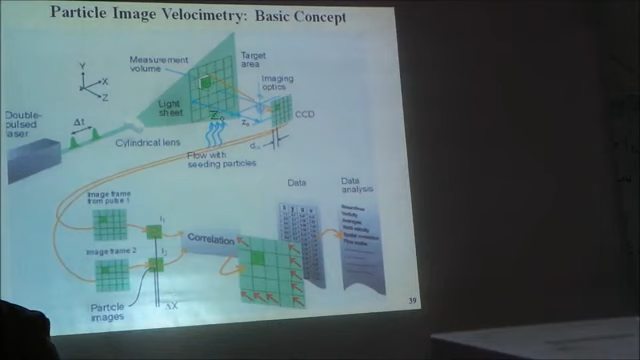 Particle Image Velocimetry: Basic Concept
Measurement
volume
Target
area
Y
X
Z
Imaging
optics
Double-
pulsed
laser
Δt
Light
sheet
CCD
Cylindrical lens
Flow with
seeding particles
Image frame
from pulse 1
Data
Data
analysis
Correlation
Image frame 2
Particle
images
ΔX
39